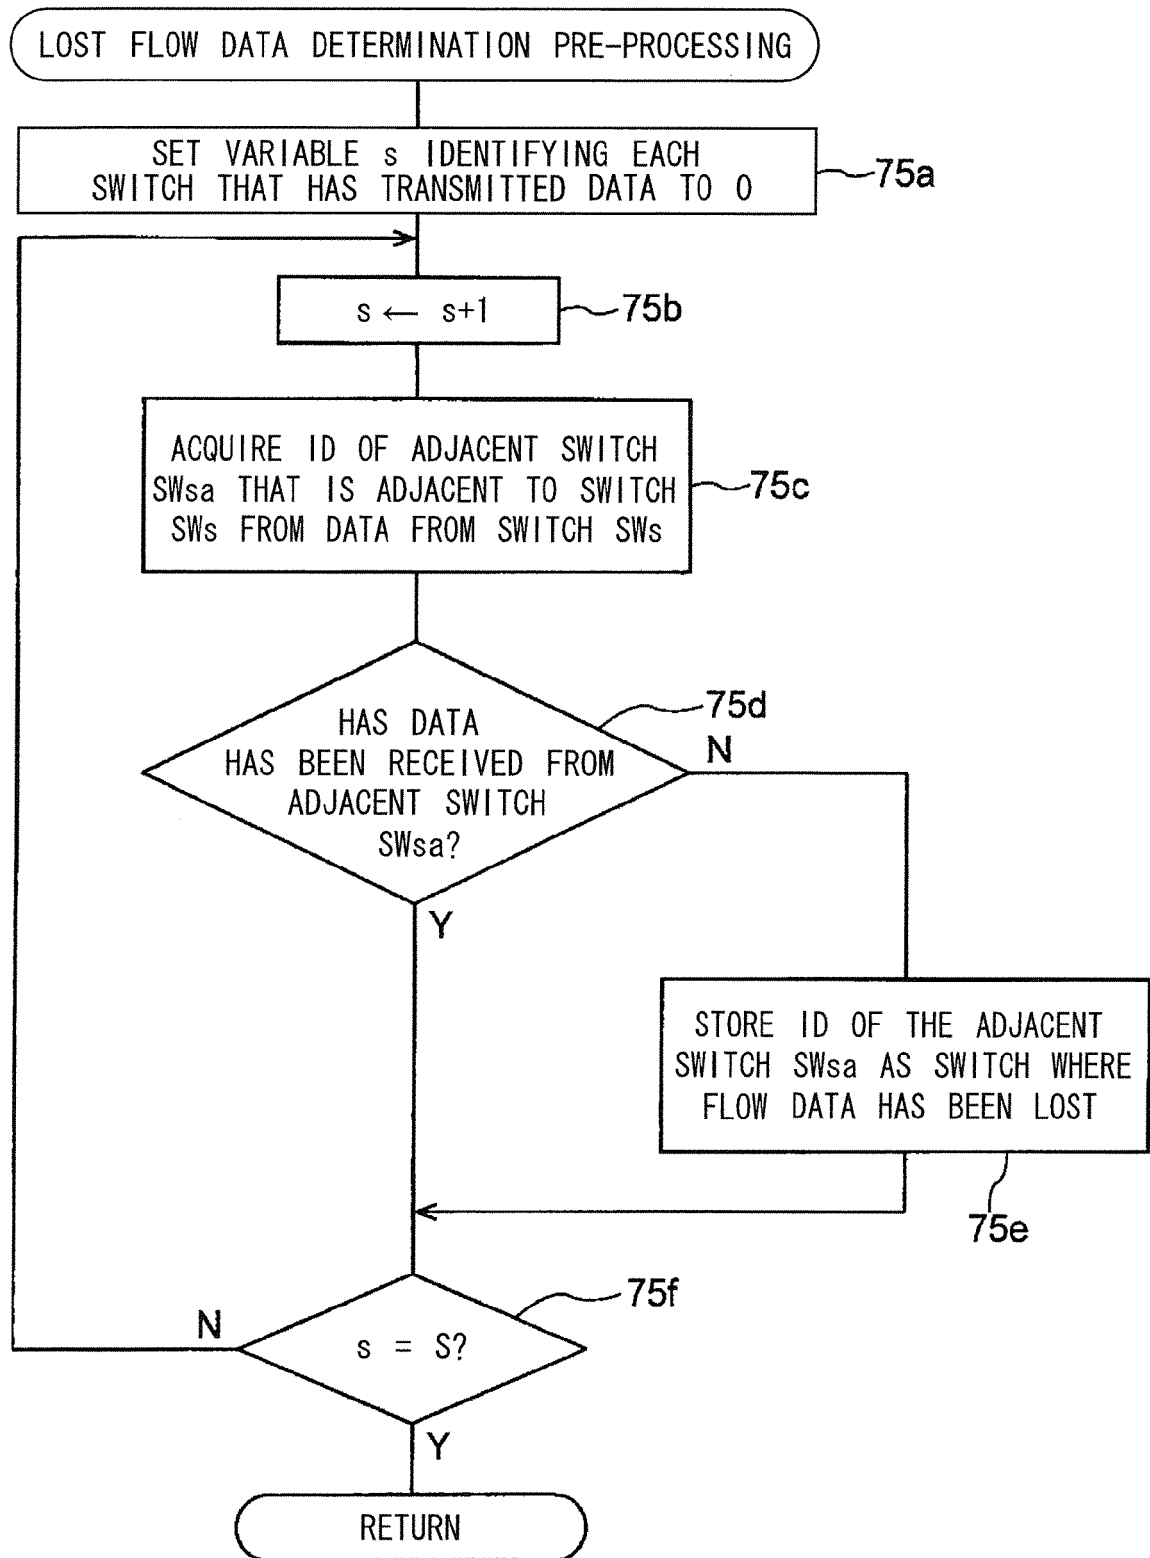 LOST FLOW DATA DETERMINATION PRE-PROCESSING
SET VARIABLE s IDENTIFYING EACH
SWITCH THAT HAS TRANSMITTED DATA TO 0
75a
s ← s+1
75b
ACQUIRE ID OF ADJACENT SWITCH
SWsa THAT IS ADJACENT TO SWITCH
SWs FROM DATA FROM SWITCH SWs
75c
HAS DATA
HAS BEEN RECEIVED FROM
ADJACENT SWITCH
SWsa?
75d
N
Y
STORE ID OF THE ADJACENT
SWITCH SWsa AS SWITCH WHERE
FLOW DATA HAS BEEN LOST
75e
s = S?
75f
N
Y
RETURN